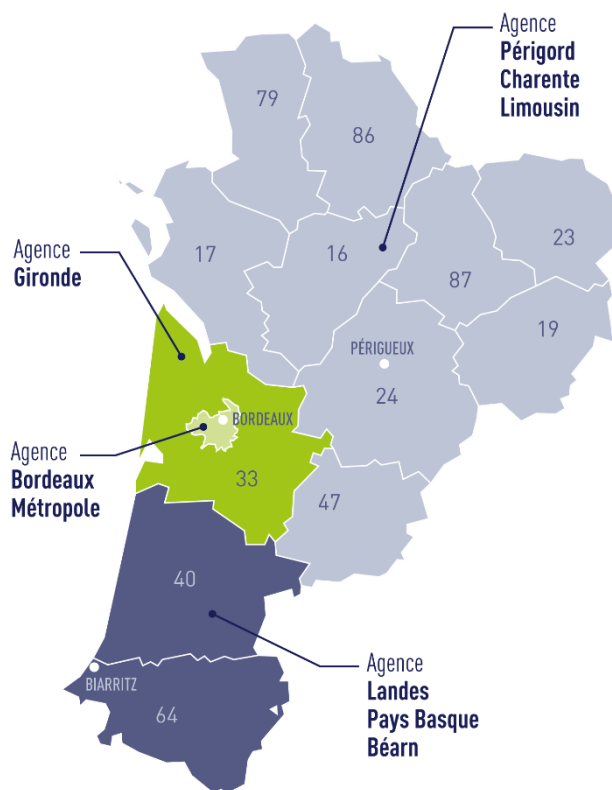 Agence
Périgord
Charente
Limousin
79
86
23
17
16
87
Agence
Gironde
19
PÉRIGUEUX
24
BORDEAUX
Agence
Bordeaux
Métropole
33
47
40
Agence
Landes
Pays Basque
Béarn
BIARRITZ
64